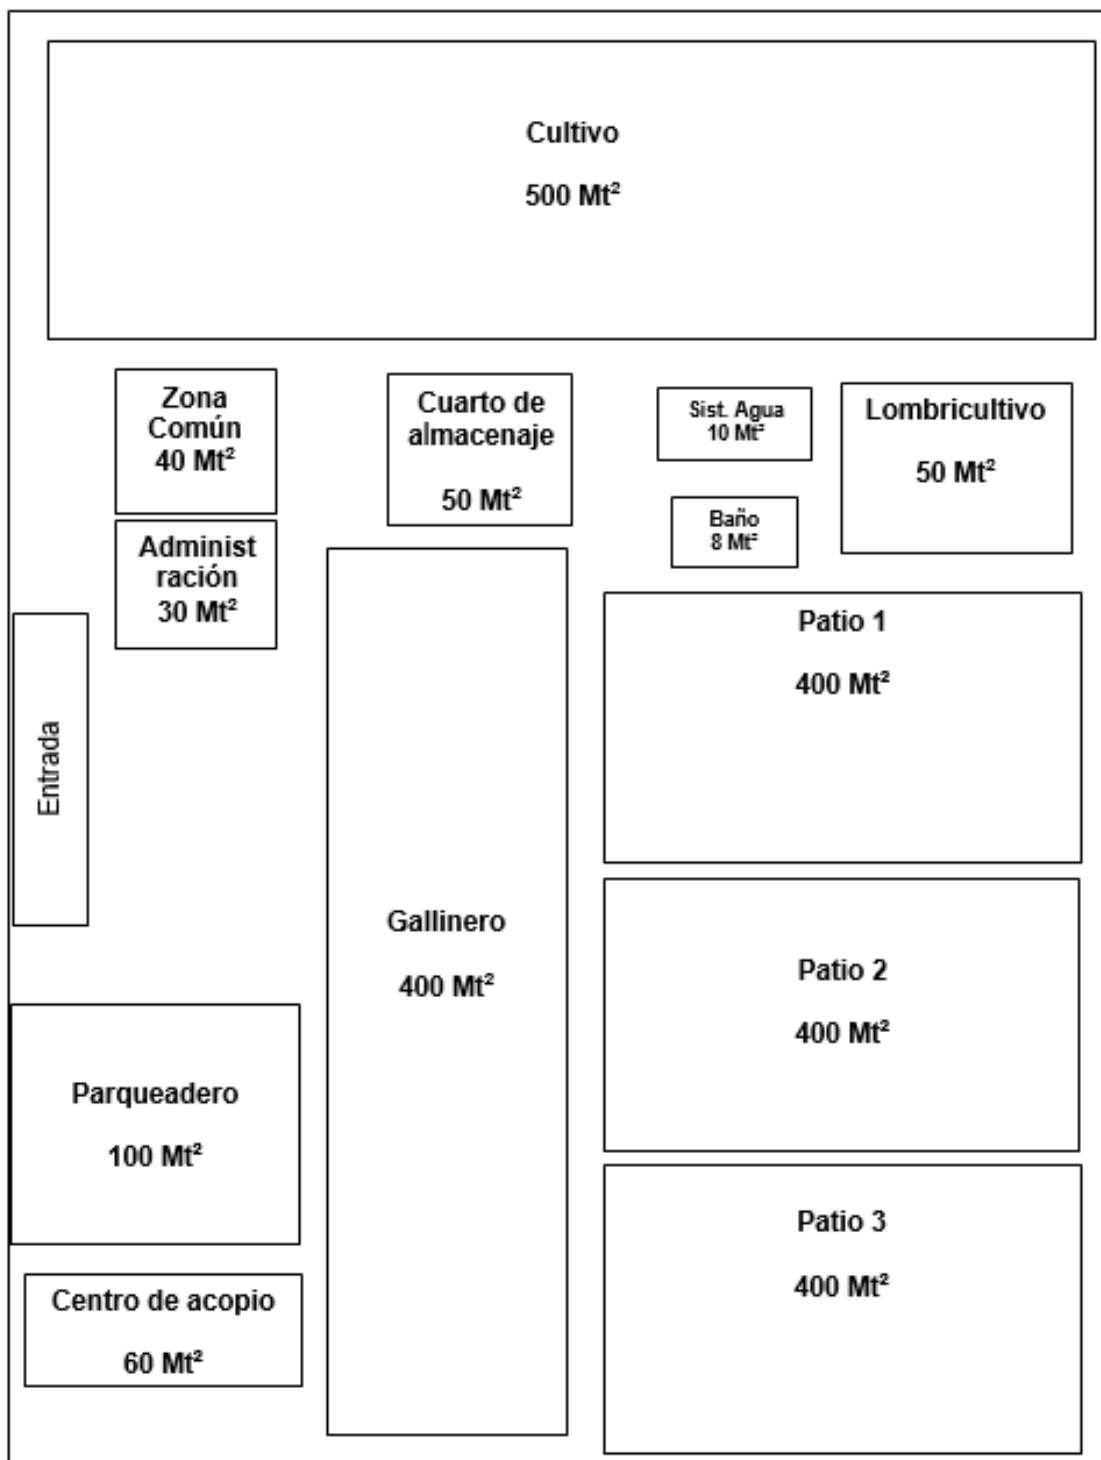 Cultivo
500 Mt²
Zona
Común
40 Mt²
Cuarto de
almacenaje
50 Mt²
Sist. Agua
10 Mt²
Lombricultivo
50 Mt²
Baño
8 Mt²
Administ
ración
30 Mt²
Entrada
Patio 1
400 Mt²
Gallinero
400 Mt²
Patio 2
400 Mt²
Parqueadero
100 Mt²
Patio 3
400 Mt²
Centro de acopio
60 Mt²